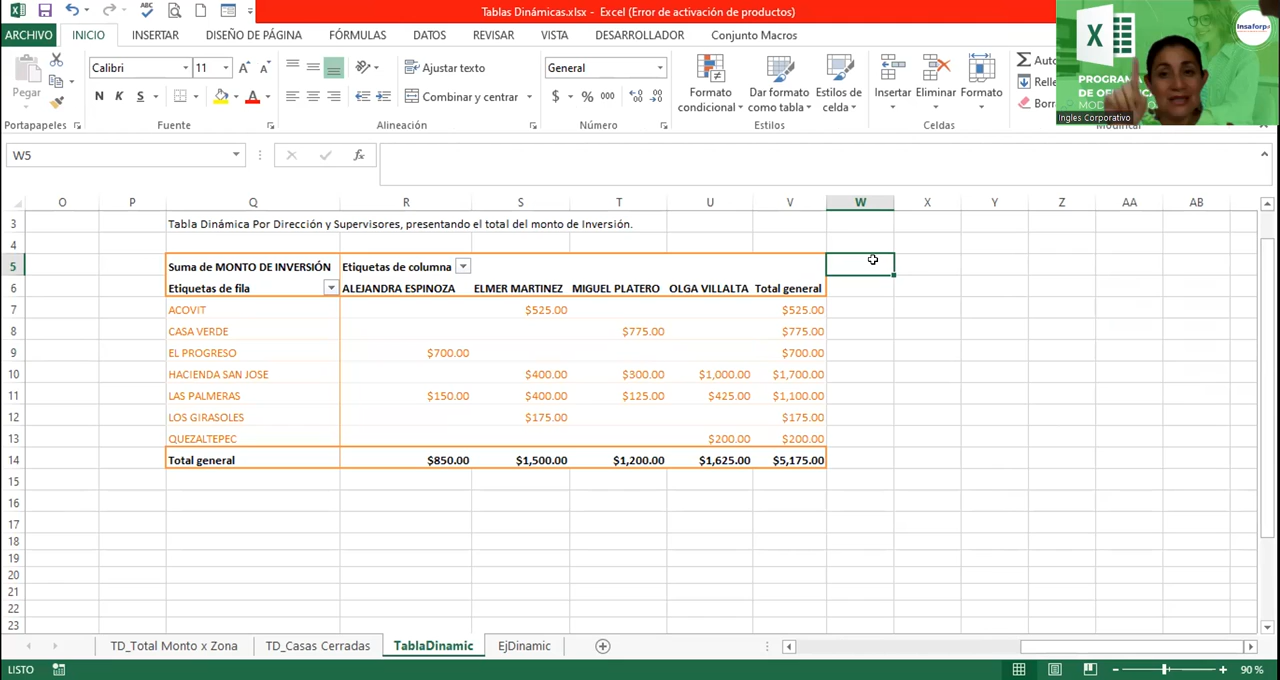 Tablas Dinámicas.xlsx - Excel (Error de activación de productos)
ARCHIVO INICIO INSERTAR DISEÑO DE PÁGINA FÓRMULAS DATOS REVISAR VISTA DESARROLLADOR Conjunto Macros
Pegar
Calibri 11
N K S
Ajustar texto
Combinar y centrar
General
$ % 000
Formato condicional
Dar formato como tabla
Estilos de celda
Insertar Eliminar Formato
Portapapeles Fuente Alineación Número Estilos Celdas
Insaforp
Ingles Corporativo
W5
fx
O P Q R S T U V W X Y Z AA AB
3 Tabla Dinámica Por Dirección y Supervisores, presentando el total del monto de Inversión.
4
5 Suma de MONTO DE INVERSIÓN Etiquetas de columna
6 Etiquetas de fila ALEJANDRA ESPINOZA ELMER MARTINEZ MIGUEL PLATERO OLGA VILLALTA Total general
7 ACOVIT $525.00 $525.00
8 CASA VERDE $775.00 $775.00
9 EL PROGRESO $700.00 $700.00
10 HACIENDA SAN JOSE $400.00 $300.00 $1,000.00 $1,700.00
11 LAS PALMERAS $150.00 $400.00 $125.00 $425.00 $1,100.00
12 LOS GIRASOLES $175.00 $175.00
13 QUEZALTEPEC $200.00 $200.00
14 Total general $850.00 $1,500.00 $1,200.00 $1,625.00 $5,175.00
15
16
17
18
19
20
21
22
23
TD_Total Monto x Zona TD_Casas Cerradas TablaDinamic EjDinamic
LISTO 90 %